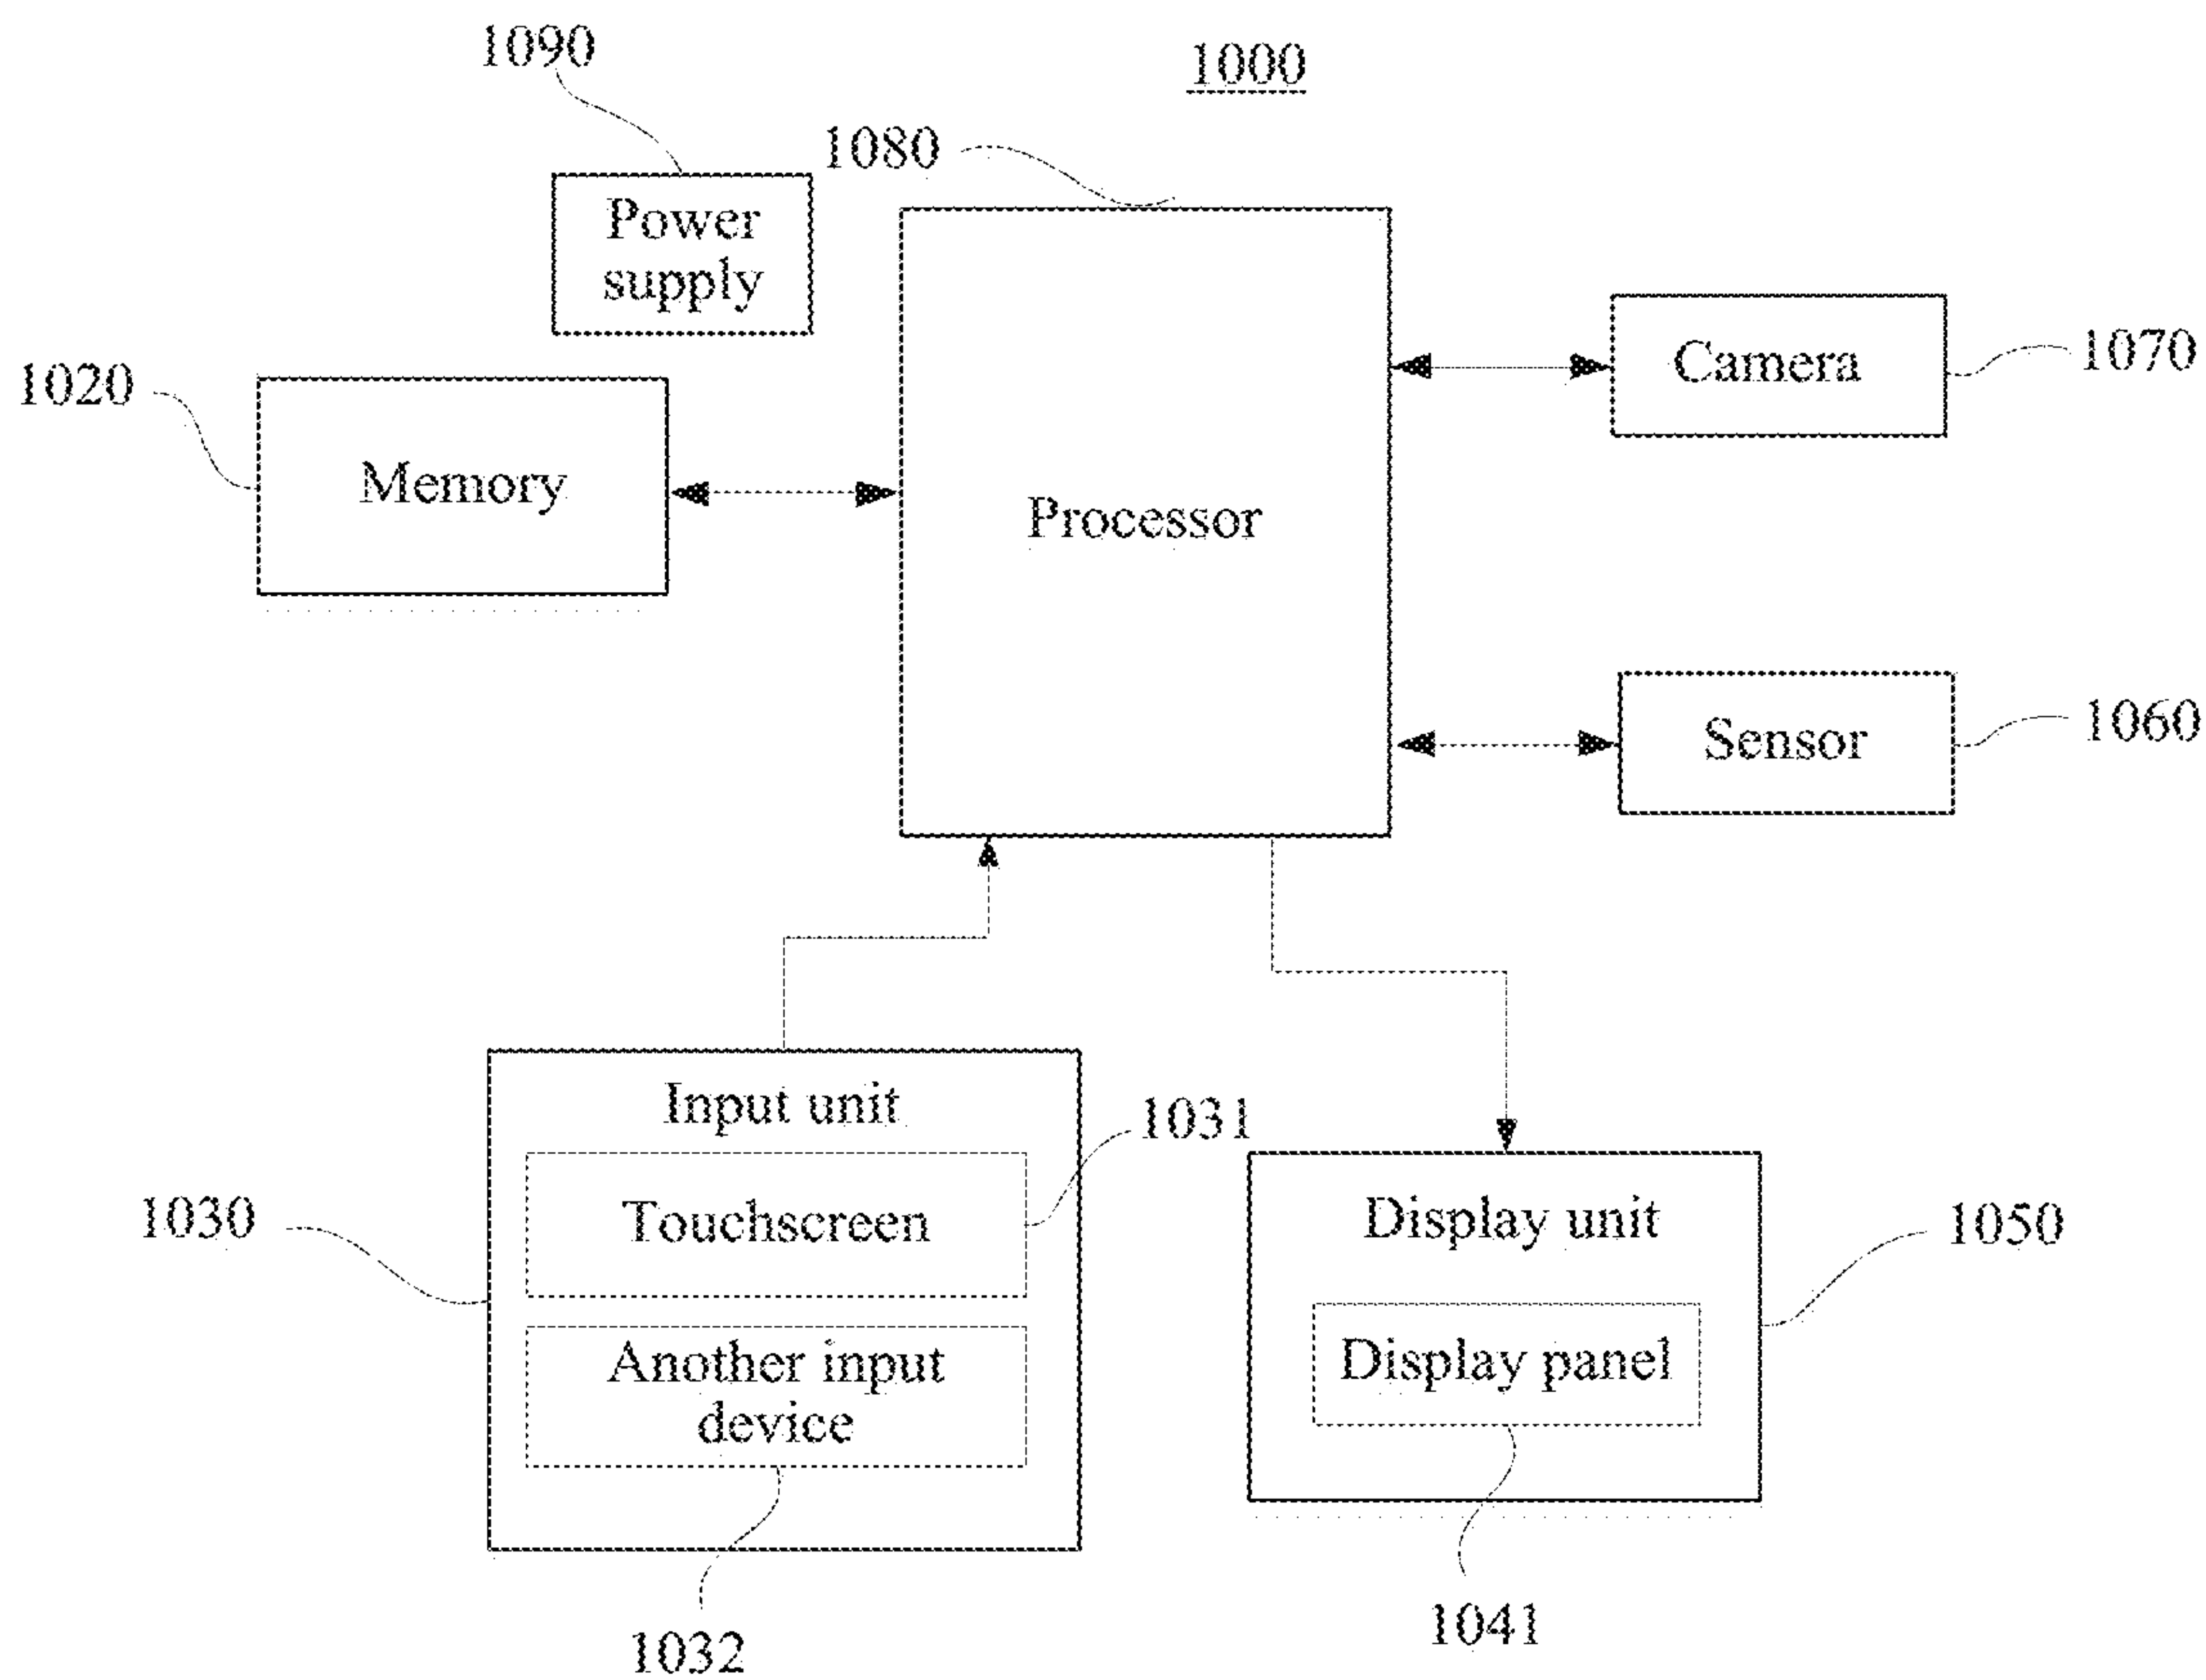 1090
1000
1080
Power
supply
1070
Camera
1020
Memory
Processor
1060
Sensor
Input unit
1031
Touchscreen
1030
Display unit
1050
Another input
device
Display panel
1032
1041